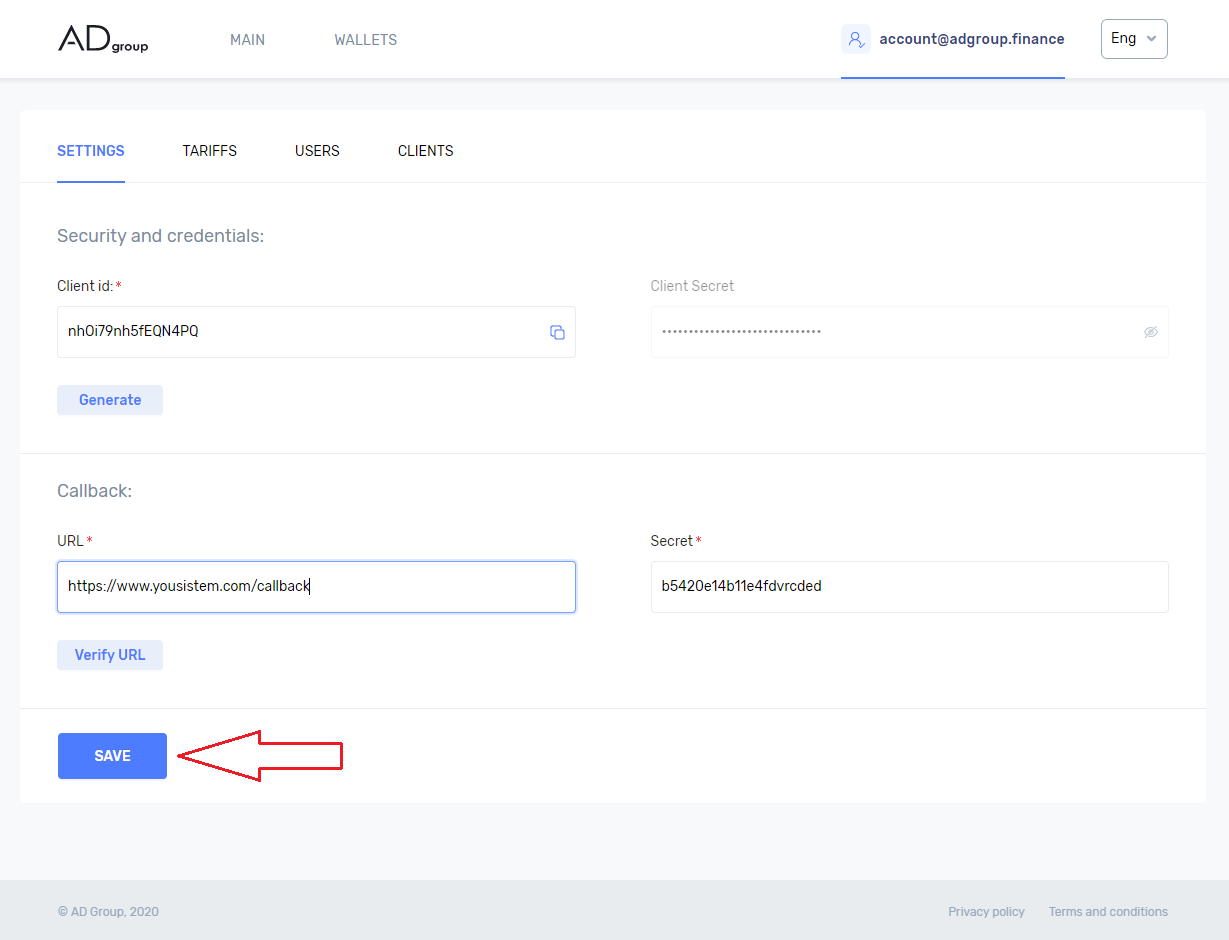 AD group
MAIN
WALLETS
account@adgroup.finance
Eng
SETTINGS
TARIFFS
USERS
CLIENTS
Security and credentials:
Client id: *
Client Secret
nh0i79nh5fEQN4PQ
••••••••••••••••••••••••••••••
Generate
Callback:
URL *
Secret *
https://www.yousistem.com/callback
b5420e14b11e4fdvrcded
Verify URL
SAVE
© AD Group, 2020
Privacy policy
Terms and conditions